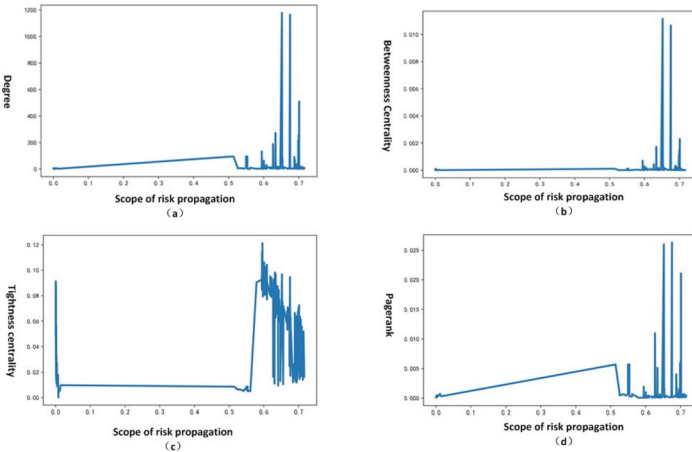 1200
1000
800
600
400
200
0
Degree
0.0 0.1 0.2 0.3 0.4 0.5 0.6 0.7
Scope of risk propagation
(a)
0.010
0.008
0.006
0.004
0.002
0.000
Betweenness Centrality
0.0 0.1 0.2 0.3 0.4 0.5 0.6 0.7
Scope of risk propagation
(b)
0.12
0.10
0.08
0.06
0.04
0.02
0.00
Tightness centrality
0.0 0.1 0.2 0.3 0.4 0.5 0.6 0.7
Scope of risk propagation
(c)
0.025
0.020
0.015
0.010
0.005
0.000
Pagerank
0.0 0.1 0.2 0.3 0.4 0.5 0.6 0.7
Scope of risk propagation
(d)